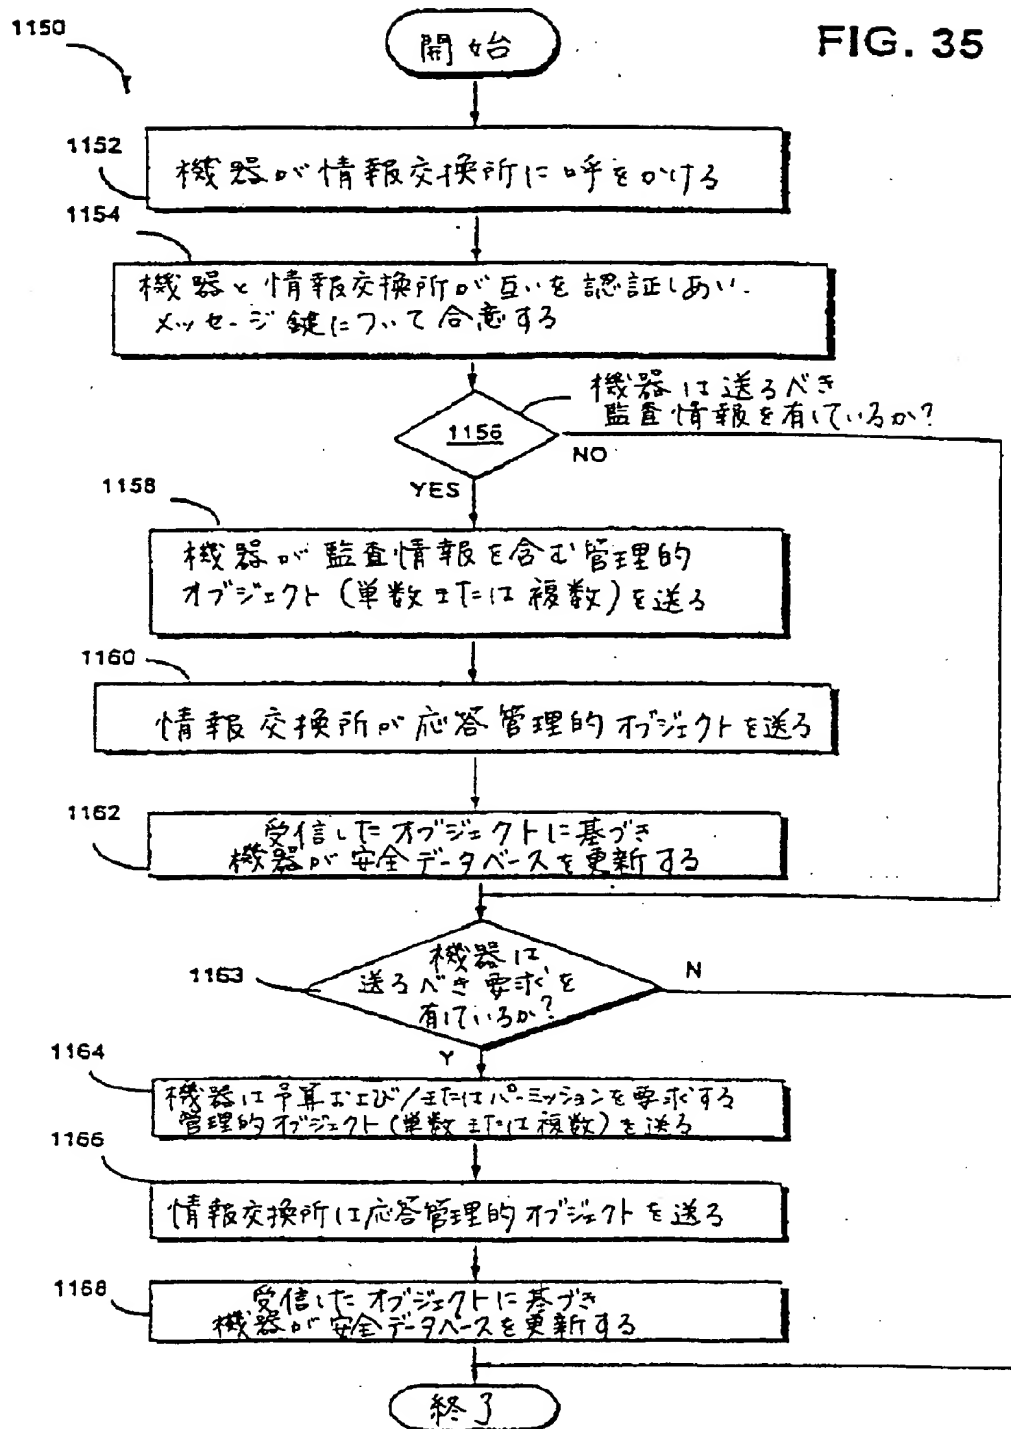 1150
開始
FIG. 35
1152
機器が情報交換所に呼をかける
1154
機器と情報交換所が互いを認証しあい、
メッセージ鍵について合意する
機器は送るべき
監査情報を有しているか?
1156
NO
YES
1158
機器が監査情報を含む管理的
オブジェクト(単数または複数)を送る
1160
情報交換所が応答管理的オブジェクトを送る
1162
受信したオブジェクトに基づき
機器が安全データベースを更新する
1163
機器は
送るべき要求を
有しているか?
N
Y
1164
機器は予算および/またはパーミッションを要求する
管理的オブジェクト(単数または複数)を送る
1166
情報交換所は応答管理的オブジェクトを送る
1168
受信したオブジェクトに基づき
機器が安全データベースを更新する
終了